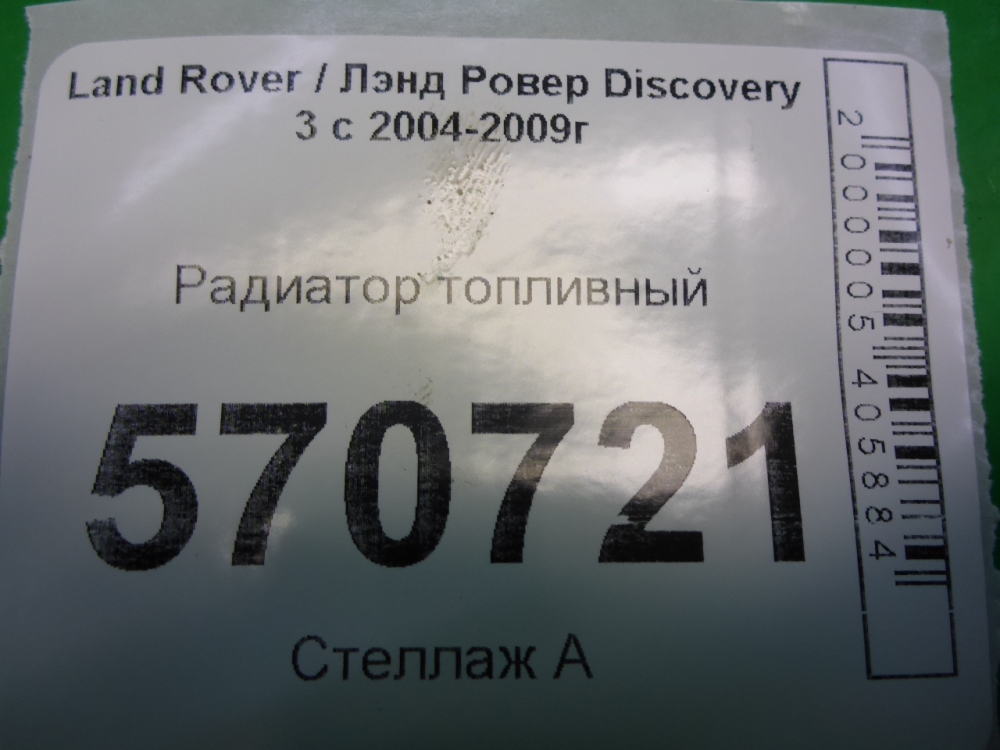 Land Rover / Лэнд Ровер Discovery
3 с 2004-2009г
Радиатор топливный
570721
Стеллаж А
2000005405884